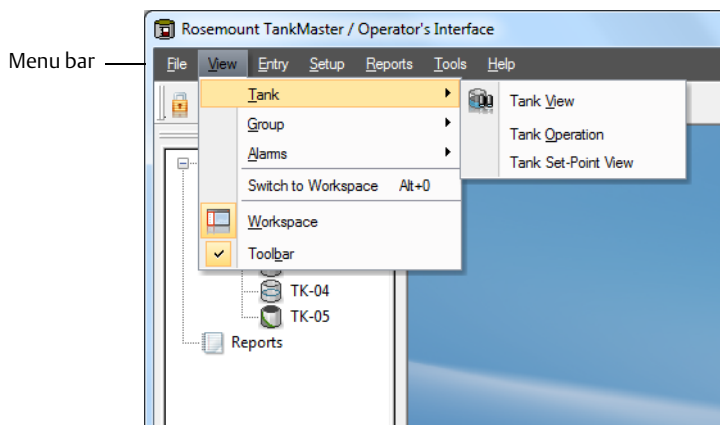 Rosemount TankMaster / Operator's Interface
Menu bar
File View Entry Setup Reports Tools Help
Tank
Group
Alarms
Switch to Workspace Alt+0
Workspace
Toolbar
Tank View
Tank Operation
Tank Set-Point View
TK-04
TK-05
Reports